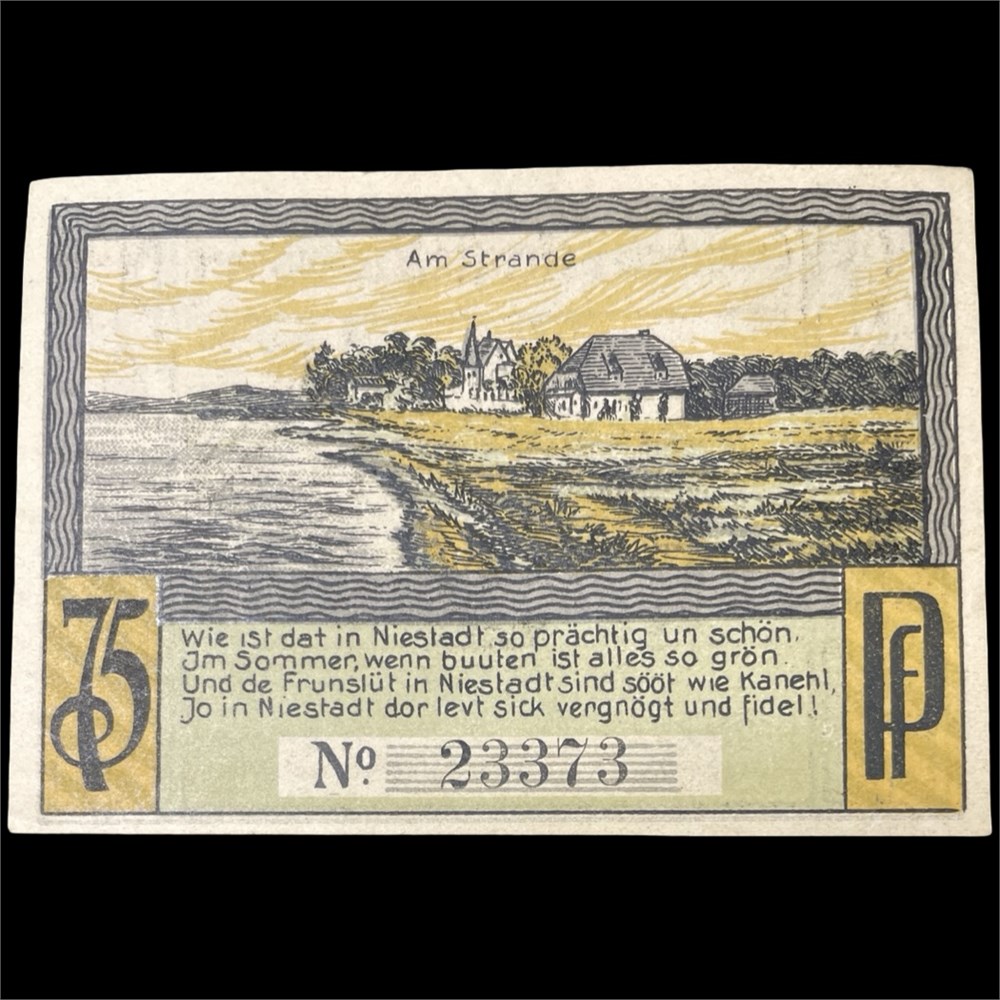 Am Strande
75
Pf
Wie ist dat in Niestadt so prächtig un schön.
Jm Sommer, wenn buuten ist alles so grön.
Und de Frunslüt in Niestadt sind sööt wie Kanehl,
Jo in Niestadt dor levt sick vergnögt und fidel!
No 23373